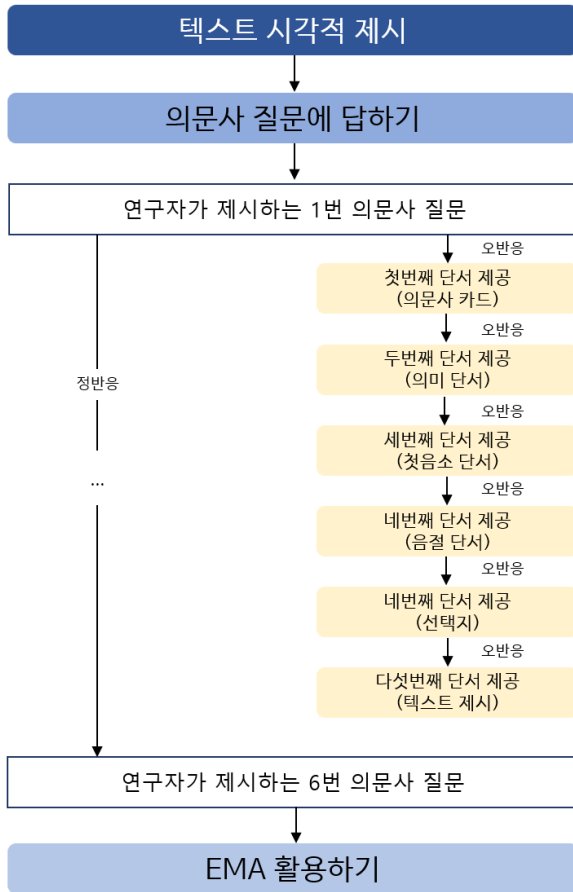 텍스트 시각적 제시
의문사 질문에 답하기
연구자가 제시하는 1번 의문사 질문
오반응
첫번째 단서 제공
(의문사 카드)
오반응
두번째 단서 제공
(의미 단서)
정반응
오반응
세번째 단서 제공
(첫음소 단서)
...
오반응
네번째 단서 제공
(음절 단서)
오반응
네번째 단서 제공
(선택지)
오반응
다섯번째 단서 제공
(텍스트 제시)
연구자가 제시하는 6번 의문사 질문
EMA 활용하기